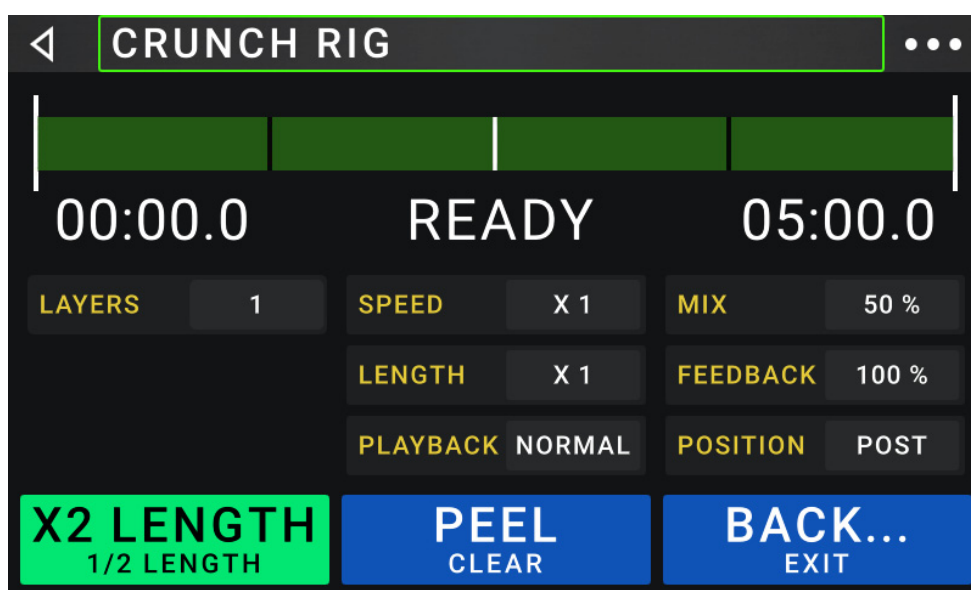 CRUNCH RIG
00:00.0 READY 05:00.0
LAYERS 1 SPEED X 1 MIX 50 %
LENGTH X 1 FEEDBACK 100 %
PLAYBACK NORMAL POSITION POST
X2 LENGTH PEEL BACK...
1/2 LENGTH CLEAR EXIT